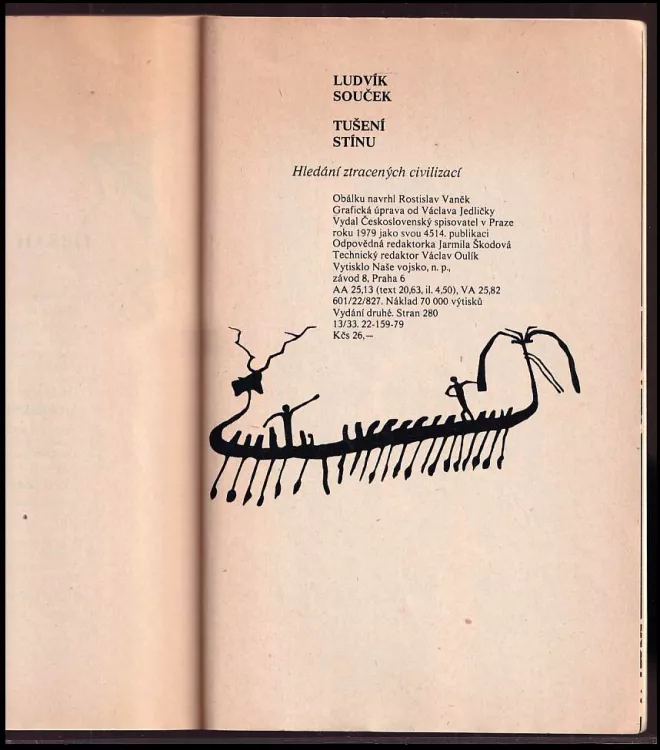 LUDVÍK
SOUČEK
TUŠENÍ
STÍNU
Hledání ztracených civilizací
Obálku navrhl Rostislav Vaněk
Grafická úprava od Václava Jedličky
Vydal Československý spisovatel v Praze
roku 1979 jako svou 4514. publikaci
Odpovědná redaktorka Jarmila Škodová
Technický redaktor Václav Oulík
Vytisklo Naše vojsko, n. p.,
závod 8, Praha 6
AA 25,13 (text 20,63, il. 4,50), VA 25,82
601/22/827. Náklad 70 000 výtisků
Vydání druhé. Stran 280
13/33. 22-159-79
Kčs 26,—